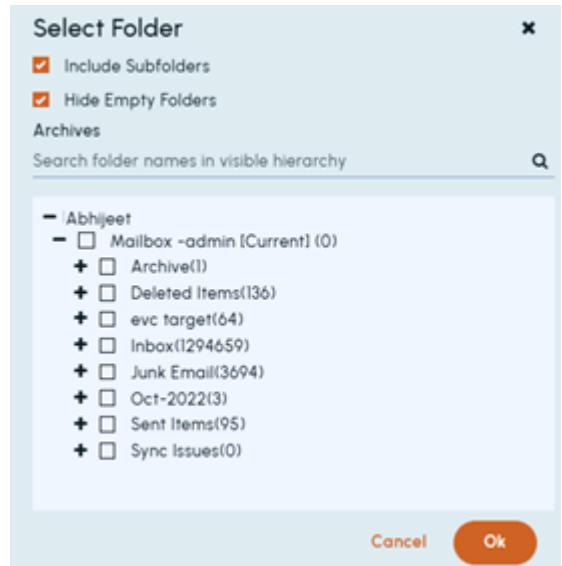 Select Folder
Include Subfolders
Hide Empty Folders
Archives
Search folder names in visible hierarchy
Abhijeet
Mailbox -admin [Current] (0)
Archive(1)
Deleted Items(136)
evc target(64)
Inbox(1294659)
Junk Email(3694)
Oct-2022(3)
Sent Items(95)
Sync Issues(0)
Cancel Ok